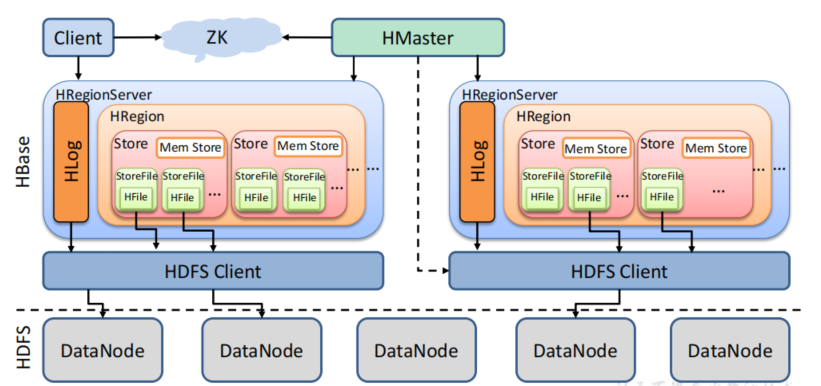 Client
ZK
HMaster
HBase
HRegionServer
HLog
HRegion
Store
Mem Store
StoreFile
HFile
StoreFile
HFile
...
Store
Mem Store
StoreFile
HFile
StoreFile
HFile
...
... ...
HRegionServer
HLog
HRegion
Store
Mem Store
StoreFile
HFile
StoreFile
HFile
...
Store
Mem Store
StoreFile
HFile
...
... ...
HDFS Client
HDFS Client
HDFS
DataNode
DataNode
DataNode
DataNode
DataNode